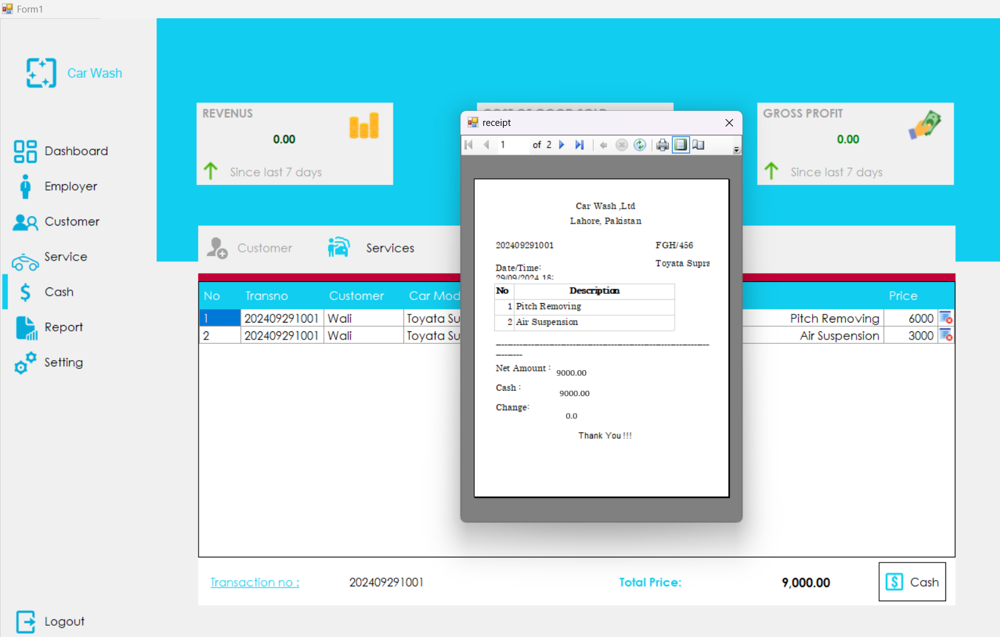 Form1
Car Wash
Dashboard
Employer
Customer
Service
Cash
Report
Setting
Logout
REVENUS
0.00
Since last 7 days
GROSS PROFIT
0.00
Since last 7 days
Customer
Services
No Transno Customer Car Mod Price
1 202409291001 Wali Toyata Su Pitch Removing 6000
2 202409291001 Wali Toyata Su Air Suspension 3000
Transaction no : 202409291001 Total Price: 9,000.00 Cash
receipt
1 of 2
Car Wash ,Ltd
Lahore, Pakistan
202409291001 FGH/456
Toyata Supra
Date/Time:
29/09/2024 18:
No Description
1 Pitch Removing
2 Air Suspension
Net Amount : 9000.00
Cash : 9000.00
Change: 0.0
Thank You !!!